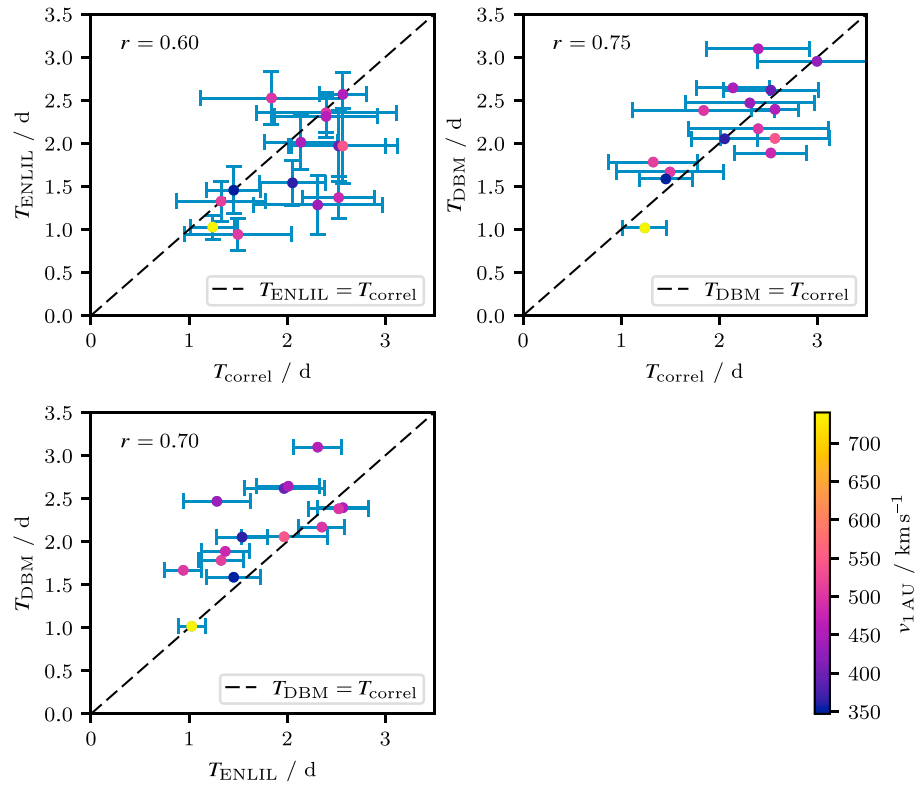 3.5
3.0
2.5
2.0
1.5
1.0
0.5
0.0
T_ENLIL / d
r = 0.60
T_ENLIL = T_correl
0 1 2 3
T_correl / d
3.5
3.0
2.5
2.0
1.5
1.0
0.5
0.0
T_DBM / d
r = 0.75
T_DBM = T_correl
0 1 2 3
T_correl / d
3.5
3.0
2.5
2.0
1.5
1.0
0.5
0.0
T_DBM / d
r = 0.70
T_DBM = T_correl
0 1 2 3
T_ENLIL / d
700
650
600
550
500
450
400
350
v_1 AU / km s⁻¹